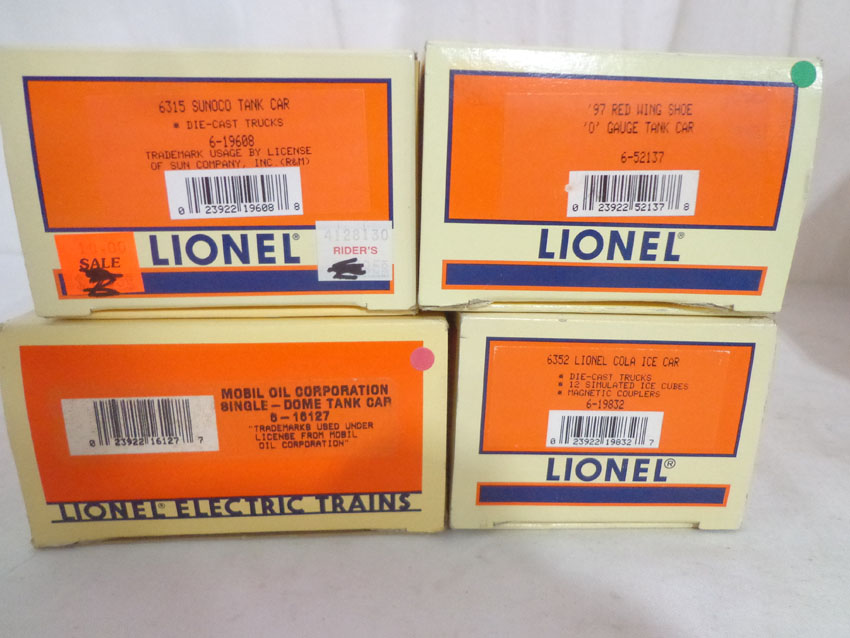 6315 SUNOCO TANK CAR
* DIE-CAST TRUCKS
6-19608
TRADEMARK USAGE BY LICENSE
OF SUN COMPANY, INC.(R&M)
0 23922 19608 8
SALE
LIONEL®
4128130
RIDER'S
'97 RED WING SHOE
'O' GAUGE TANK CAR
6-52137
0 23922 52137 8
LIONEL®
MOBIL OIL CORPORATION
SINGLE-DOME TANK CAR
6-16127
"TRADEMARKS USED UNDER
LICENSE FROM MOBIL
OIL CORPORATION"
0 23922 16127 7
LIONEL® ELECTRIC TRAINS
6352 LIONEL COLA ICE CAR
* DIE-CAST TRUCKS
* 12 SIMULATED ICE CUBES
* MAGNETIC COUPLERS
6-19832
0 23922 19832 7
LIONEL®